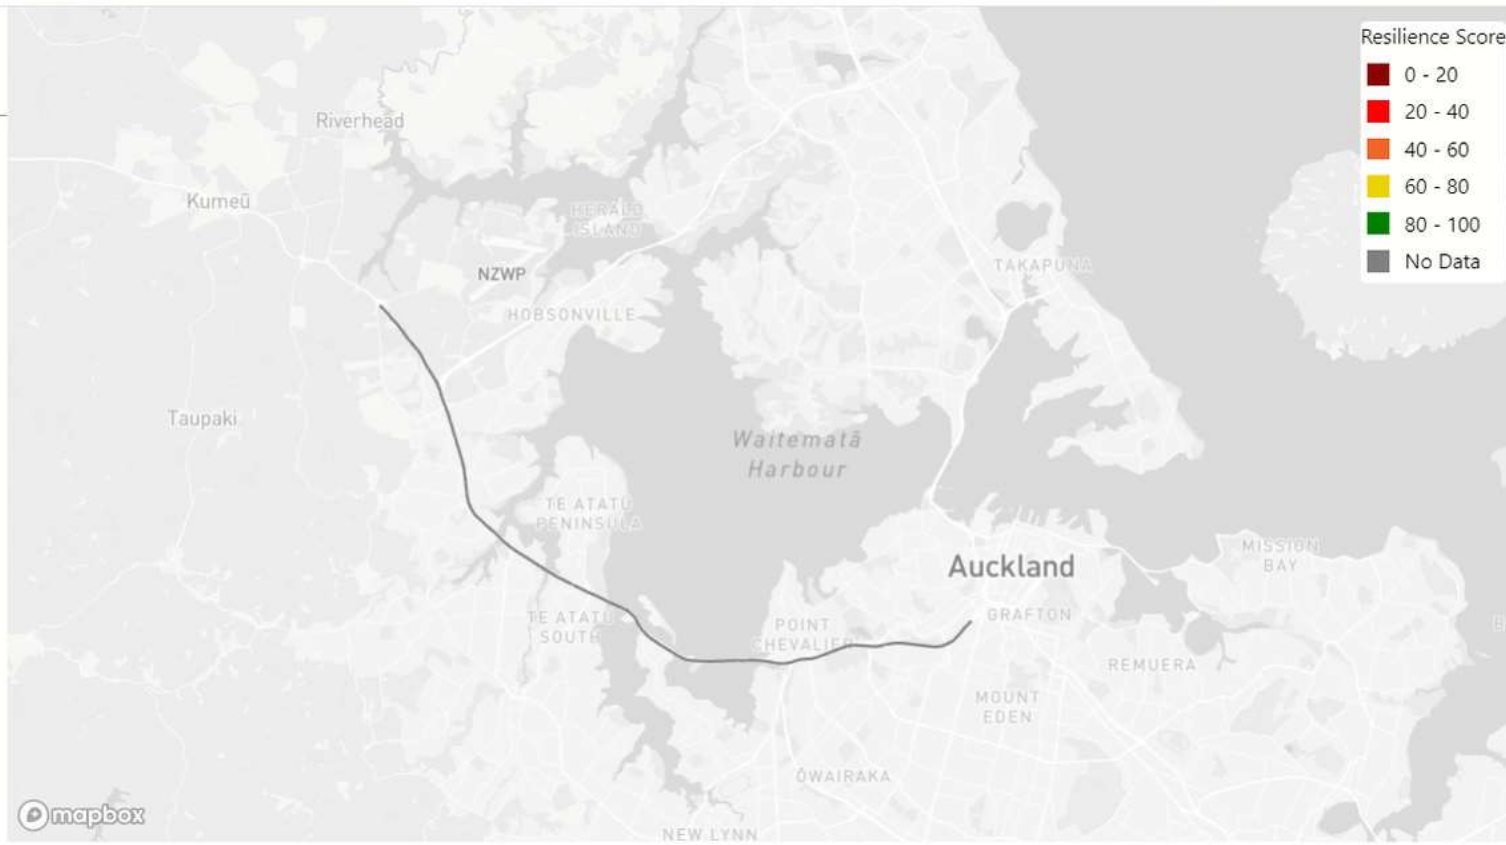 Resilience Score
0 - 20
20 - 40
40 - 60
60 - 80
80 - 100
No Data
Riverhead
Kumeū
HERALD
ISLAND
NZWP
HOBSONVILLE
TAKAPUNA
Taupaki
Waitematā
Harbour
TE ATATŪ
PENINSULA
Auckland
MISSION
BAY
TE ATATŪ
SOUTH
POINT
CHEVALIER
GRAFTON
REMUERA
MOUNT
EDEN
ŌWAIRAKA
mapbox
NEW LYNN